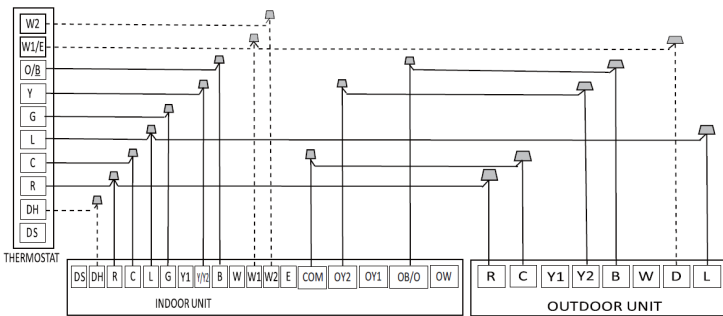 W2
W1/E
O/B
Y
G
L
C
R
DH
DS
THERMOSTAT
DS DH R C L G Y1 Y/Y2 B W W1 W2 E COM OY2 OY1 OB/O OW
INDOOR UNIT
R C Y1 Y2 B W D L
OUTDOOR UNIT